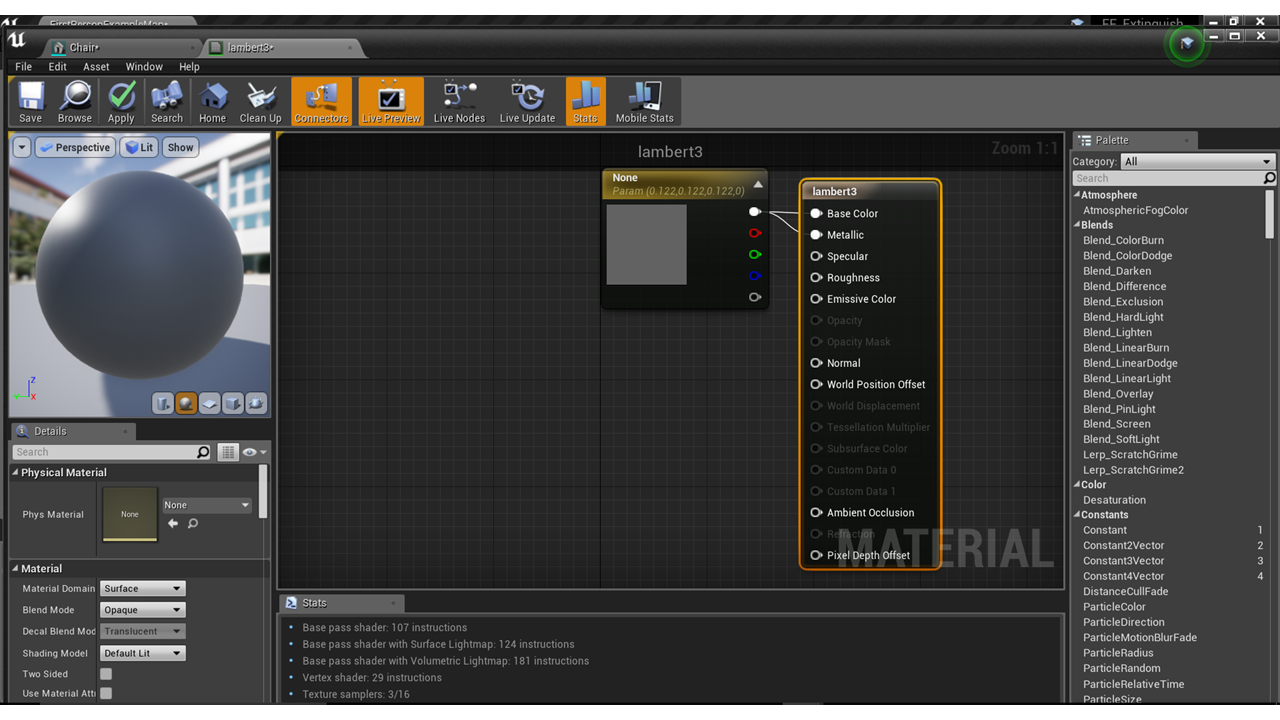 FirstPersonExampleMap•
FF_Extinguish
Chair•
lambert3•
File Edit Asset Window Help
Save Browse Apply Search Home Clean Up Connectors Live Preview Live Nodes Live Update Stats Mobile Stats
Perspective Lit Show
Z
Y X
lambert3
Zoom 1:1
None
Param (0.122,0.122,0.122,0)
lambert3
Base Color
Metallic
Specular
Roughness
Emissive Color
Opacity
Opacity Mask
Normal
World Position Offset
World Displacement
Tessellation Multiplier
Subsurface Color
Custom Data 0
Custom Data 1
Ambient Occlusion
Refraction
Pixel Depth Offset
MATERIAL
Details
Search
Physical Material
Phys Material
None
None
Material
Material Domain Surface
Blend Mode Opaque
Decal Blend Mod Translucent
Shading Model Default Lit
Two Sided
Use Material Attr
Stats
• Base pass shader: 107 instructions
• Base pass shader with Surface Lightmap: 124 instructions
• Base pass shader with Volumetric Lightmap: 181 instructions
• Vertex shader: 29 instructions
• Texture samplers: 3/16
Palette
Category: All
Search
Atmosphere
AtmosphericFogColor
Blends
Blend_ColorBurn
Blend_ColorDodge
Blend_Darken
Blend_Difference
Blend_Exclusion
Blend_HardLight
Blend_Lighten
Blend_LinearBurn
Blend_LinearDodge
Blend_LinearLight
Blend_Overlay
Blend_PinLight
Blend_Screen
Blend_SoftLight
Lerp_ScratchGrime
Lerp_ScratchGrime2
Color
Desaturation
Constants
Constant 1
Constant2Vector 2
Constant3Vector 3
Constant4Vector 4
DistanceCullFade
ParticleColor
ParticleDirection
ParticleMotionBlurFade
ParticleRadius
ParticleRandom
ParticleRelativeTime
ParticleSize